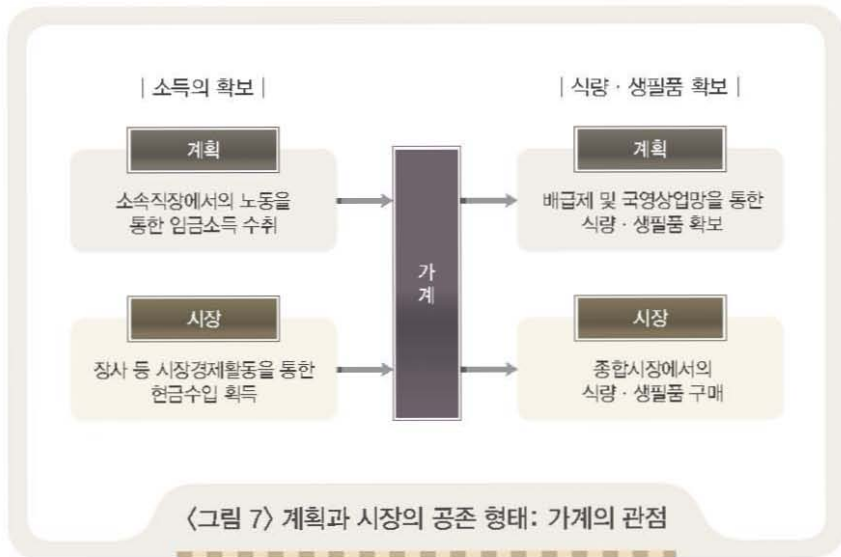 | 소득의 확보 |
계획
소속직장에서의 노동을
통한 임금소득 수취
시장
장사 등 시장경제활동을 통한
현금수입 획득
가
계
| 식량 · 생필품 확보 |
계획
배급제 및 국영상업망을 통한
식량 · 생필품 확보
시장
종합시장에서의
식량 · 생필품 구매
〈그림 7〉 계획과 시장의 공존 형태: 가계의 관점